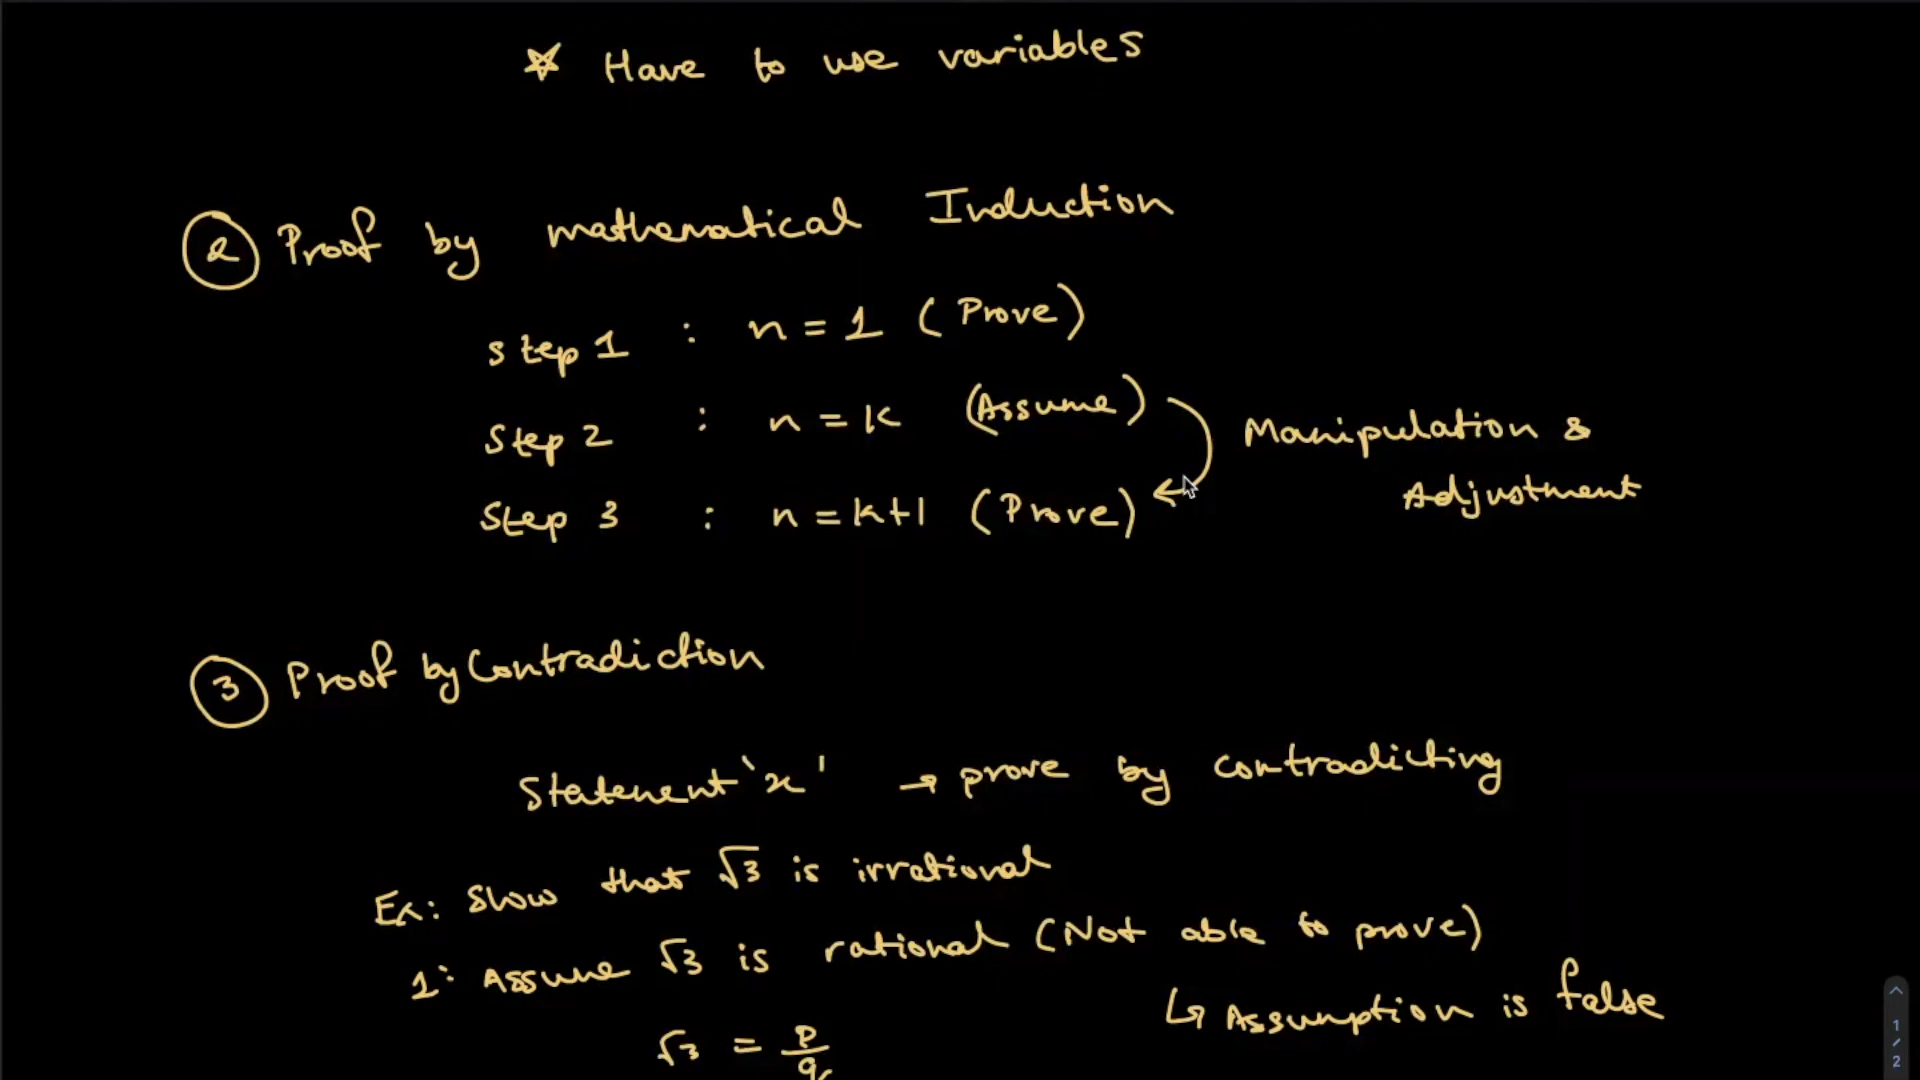 ☆ Have to use variables
2 Proof by mathematical Induction
Step 1 : n = 1 (Prove)
Step 2 : n = k (Assume)
Manipulation &
Adjustment
Step 3 : n = k+1 (Prove)
3 Proof by Contradiction
Statement 'x' → prove by contradicting
Ex: Show that √3 is irrational
1: Assume √3 is rational (Not able to prove)
↳ Assumption is false
√3 = p/q
1/2